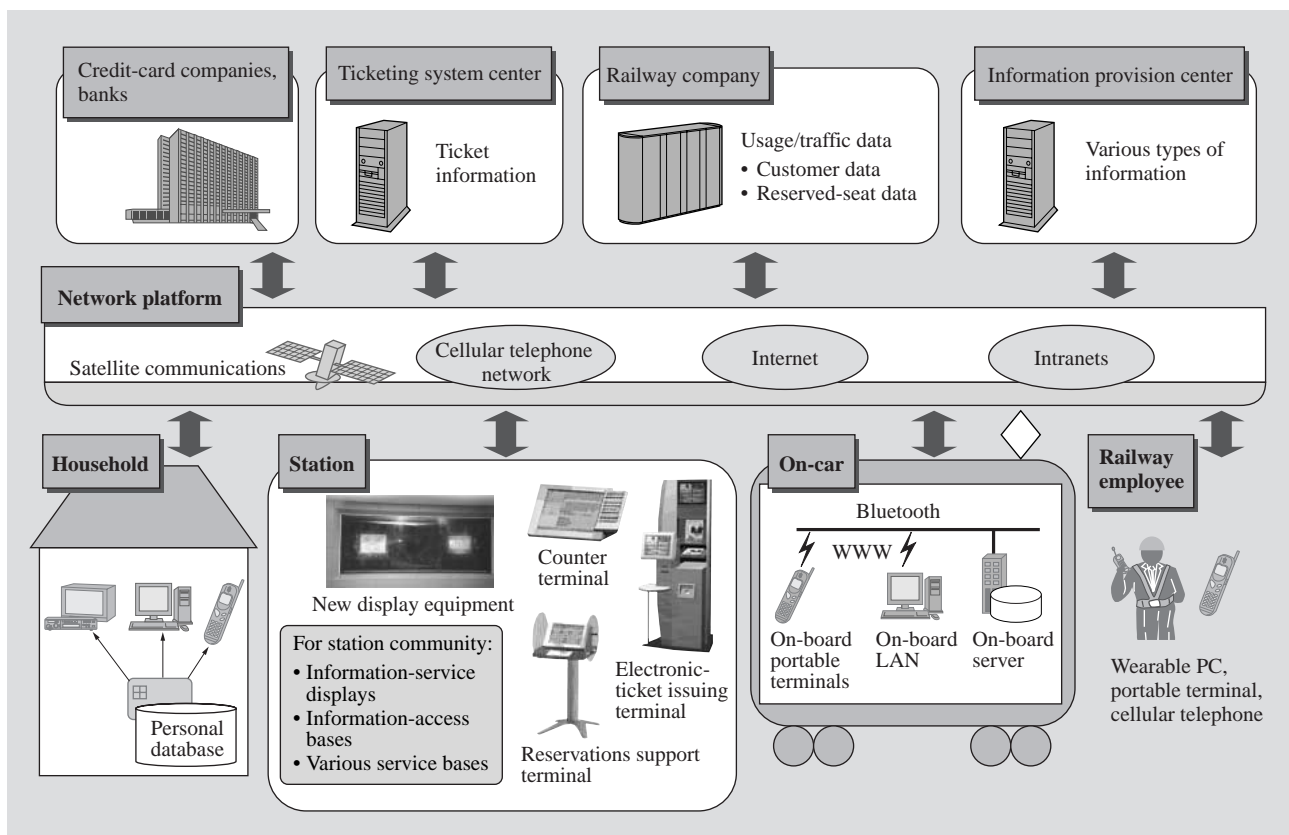 Credit-card companies,
banks
Ticketing system center
Ticket
information
Railway company
Usage/traffic data
• Customer data
• Reserved-seat data
Information provision center
Various types of
information
Network platform
Satellite communications
Cellular telephone
network
Internet
Intranets
Household
Personal
database
Station
New display equipment
Counter
terminal
For station community:
• Information-service
displays
• Information-access
bases
• Various service bases
Reservations support
terminal
Electronic-
ticket issuing
terminal
On-car
Bluetooth
WWW
On-board
portable
terminals
On-board
LAN
On-board
server
Railway
employee
Wearable PC,
portable terminal,
cellular telephone